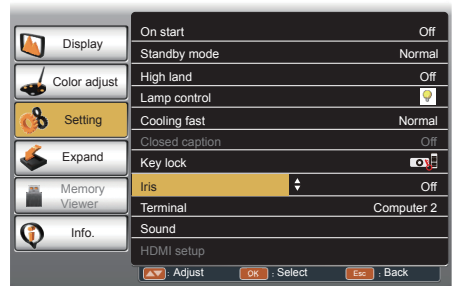 Display
Color adjust
Setting
Expand
Memory
Viewer
Info.
On start Off
Standby mode Normal
High land Off
Lamp control
Cooling fast Normal
Closed caption Off
Key lock
Iris Off
Terminal Computer 2
Sound
HDMI setup
: Adjust OK : Select Esc : Back